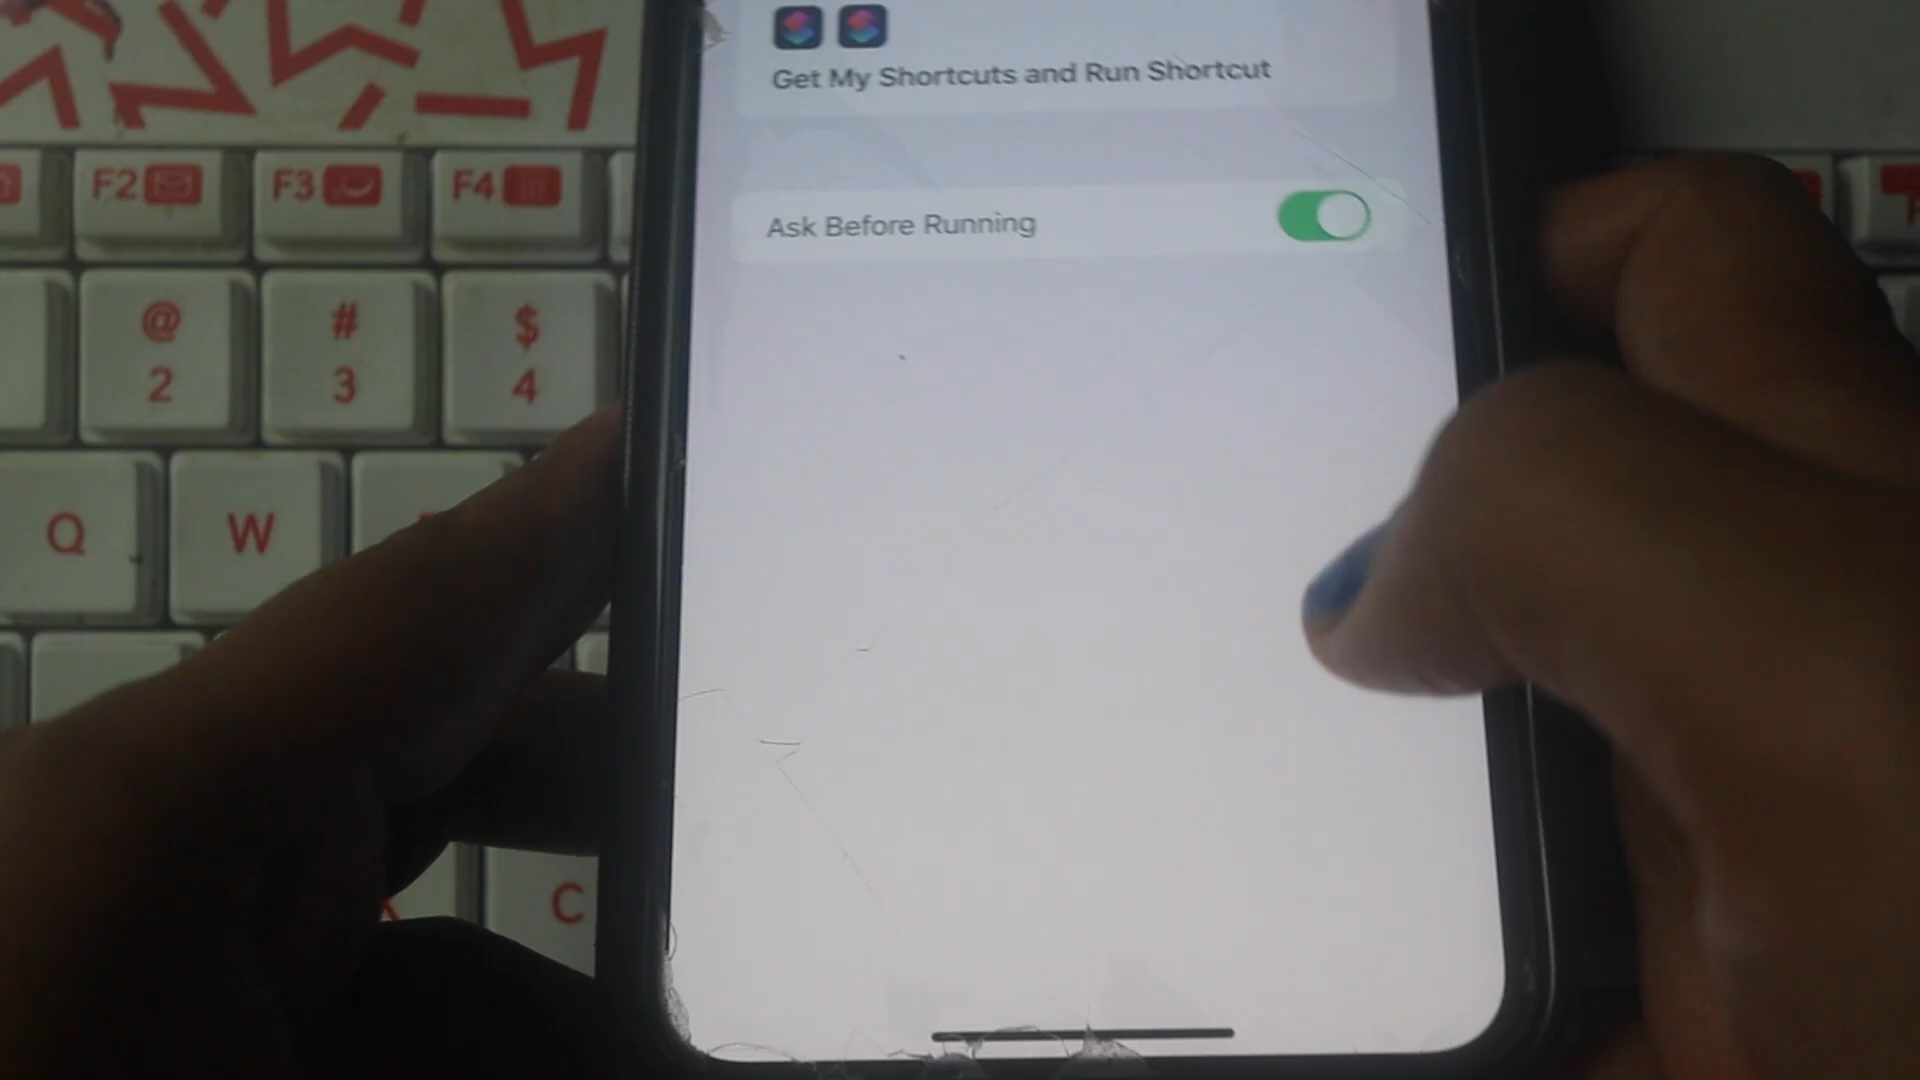 Get My Shortcuts and Run Shortcut
Ask Before Running
F2
F3
F4
@
2
#
3
$
4
Q
W
C